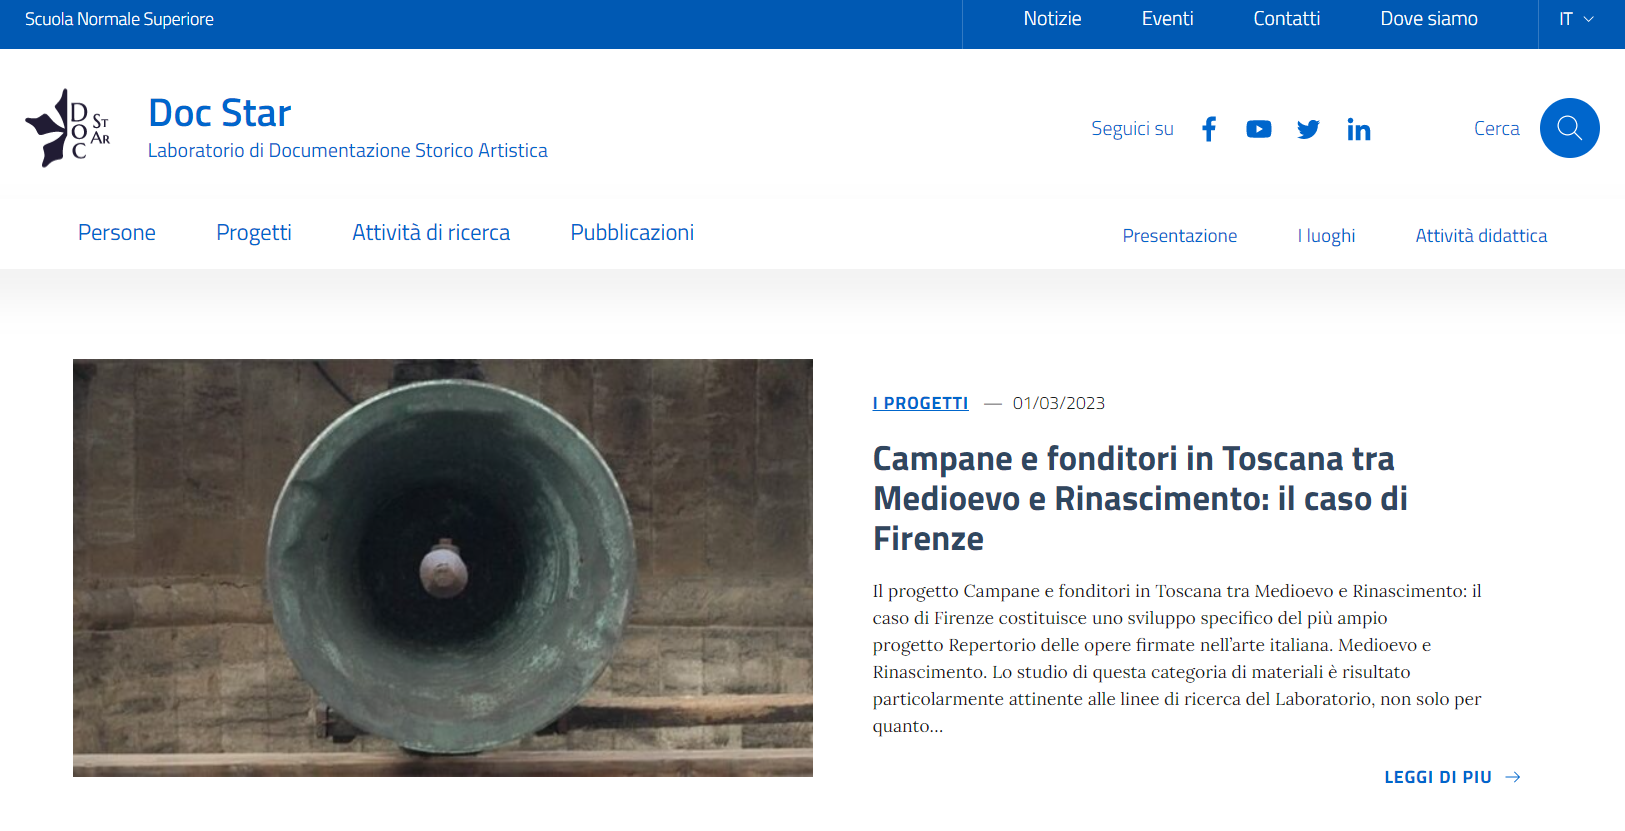 Scuola Normale Superiore
Notizie Eventi Contatti Dove siamo IT
DOC ST AR
Doc Star
Laboratorio di Documentazione Storico Artistica
Seguici su
Cerca
Persone Progetti Attività di ricerca Pubblicazioni
Presentazione I luoghi Attività didattica
I PROGETTI — 01/03/2023
Campane e fonditori in Toscana tra
Medioevo e Rinascimento: il caso di
Firenze
Il progetto Campane e fonditori in Toscana tra Medioevo e Rinascimento: il
caso di Firenze costituisce uno sviluppo specifico del più ampio
progetto Repertorio delle opere firmate nell’arte italiana. Medioevo e
Rinascimento. Lo studio di questa categoria di materiali è risultato
particolarmente attinente alle linee di ricerca del Laboratorio, non solo per
quanto...
LEGGI DI PIU